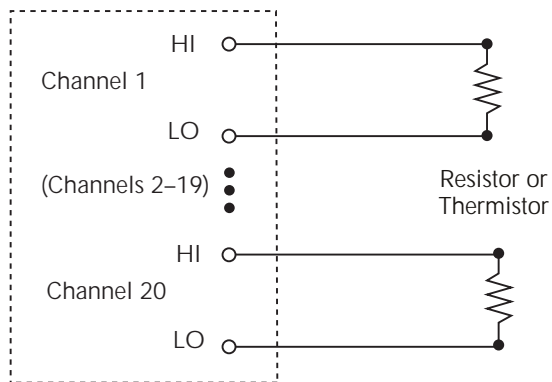 HI
Channel 1
LO
(Channels 2–19)
Resistor or
Thermistor
HI
Channel 20
LO